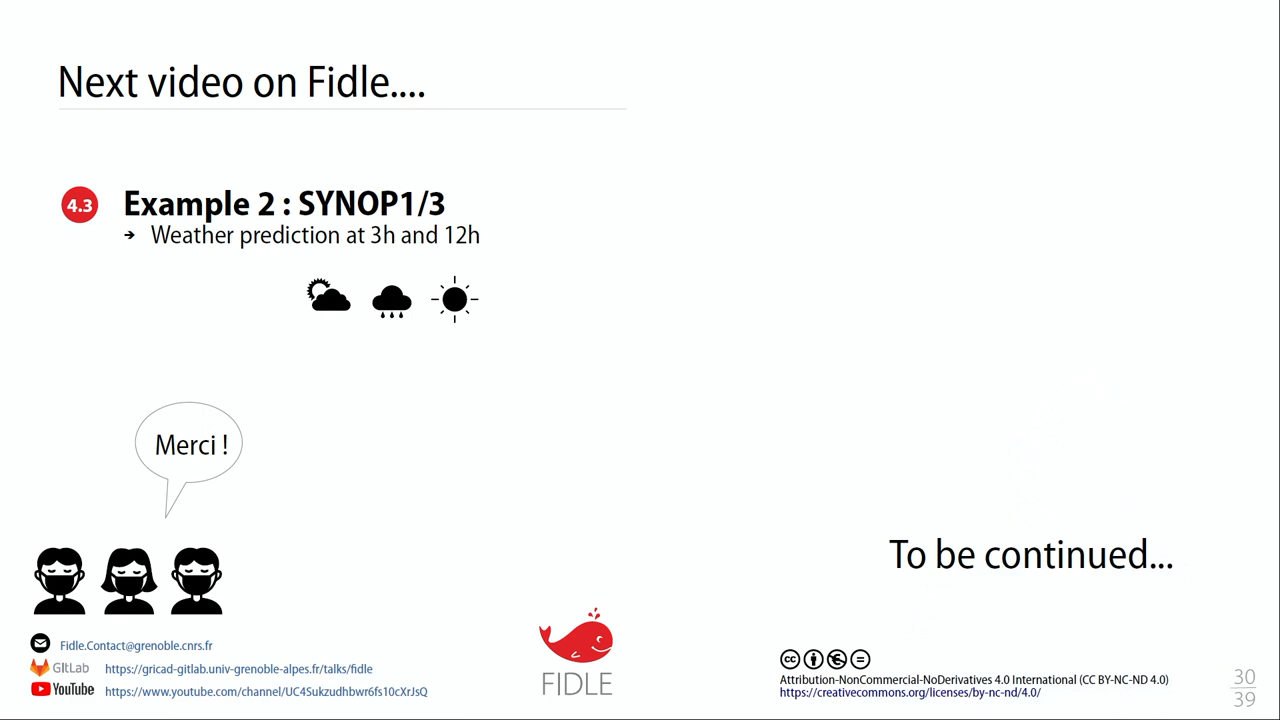 Next video on Fidle....
4.3
Example 2 : SYNOP1/3
➔ Weather prediction at 3h and 12h
Merci !
To be continued...
Fidle.Contact@grenoble.cnrs.fr
GItLab https://gricad-gitlab.univ-grenoble-alpes.fr/talks/fidle
YouTube https://www.youtube.com/channel/UC4Sukzudhbwr6fs10cXrJsQ
FIDLE
cc
Attribution-NonCommercial-NoDerivatives 4.0 International (CC BY-NC-ND 4.0)
https://creativecommons.org/licenses/by-nc-nd/4.0/
30
39